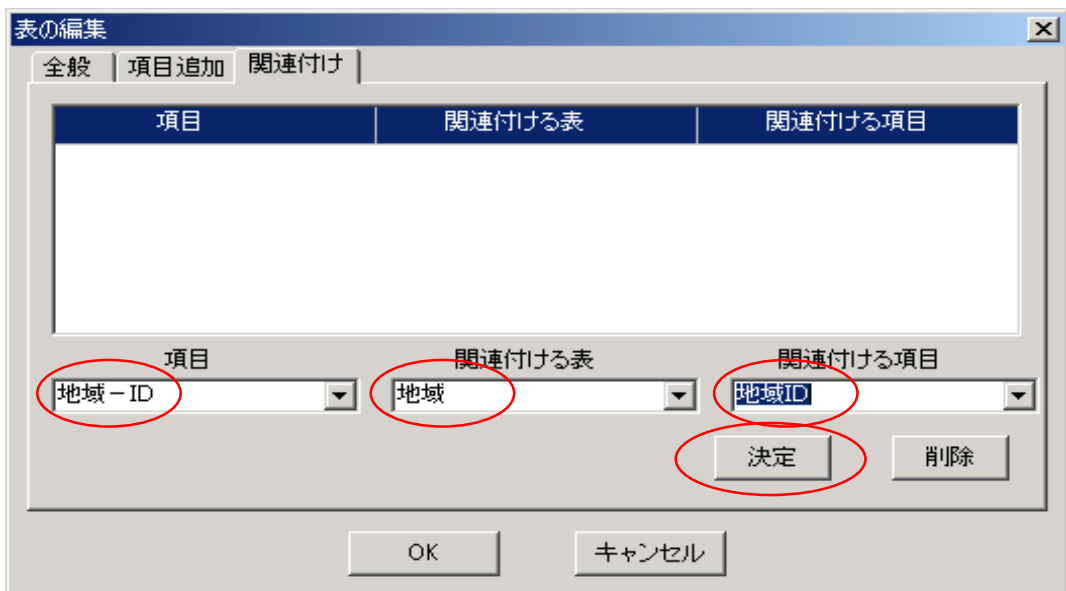 表の編集
全般 項目追加 関連付け
項目 関連付ける表 関連付ける項目
項目 関連付ける表 関連付ける項目
地域－ID 地域 地域ID
決定 削除
OK キャンセル